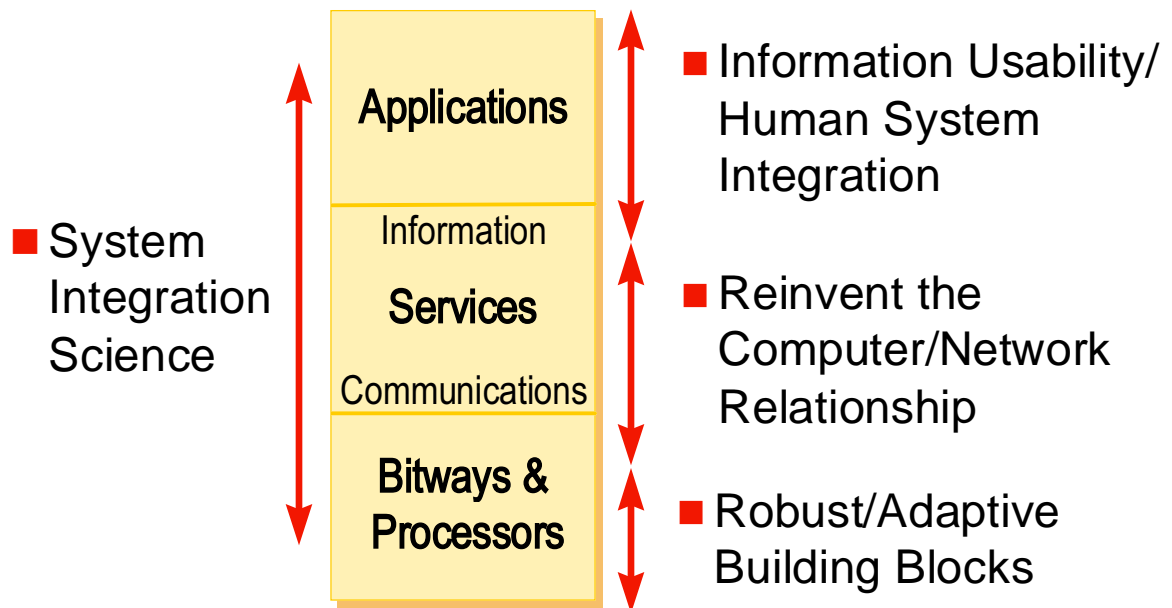 System
Integration
Science
Applications
Information
Services
Communications
Bitways &
Processors
Information Usability/
Human System
Integration
Reinvent the
Computer/Network
Relationship
Robust/Adaptive
Building Blocks